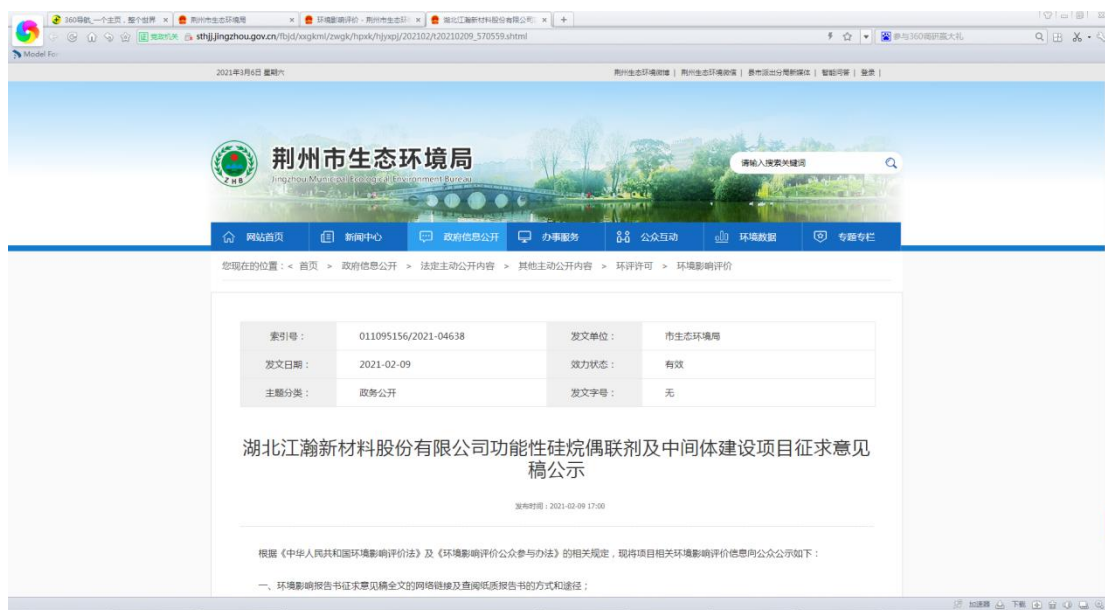 360导航_一个主页，整个世界 ×
荆州市生态环境局 ×
环境影响评价 - 荆州市生态环 ×
湖北江瀚新材料股份有限公司 ×
党政机关 sthjj.jingzhou.gov.cn/fbjd/xxgkml/zwgk/hpxk/hjyxpj/202102/t20210209_570559.shtml
Model For
2021年3月6日 星期六
荆州生态环境微博 | 荆州生态环境微信 | 县市派出分局新媒体 | 智能问答 | 登录 |
ZHB
荆州市生态环境局
Jingzhou Municipal Ecological Environment Bureau
请输入搜索关键词
网站首页 新闻中心 政府信息公开 办事服务 公众互动 环境数据 专题专栏
您现在的位置：< 首页 > 政府信息公开 > 法定主动公开内容 > 其他主动公开内容 > 环评许可 > 环境影响评价
索引号： 011095156/2021-04638 发文单位： 市生态环境局
发文日期： 2021-02-09 效力状态： 有效
主题分类： 政务公开 发文字号： 无
湖北江瀚新材料股份有限公司功能性硅烷偶联剂及中间体建设项目征求意见
稿公示
发布时间：2021-02-09 17:00
根据《中华人民共和国环境影响评价法》及《环境影响评价公众参与办法》的相关规定，现将项目相关环境影响评价信息向公众公示如下：
一、环境影响报告书征求意见稿全文的网络链接及查阅纸质报告书的方式和途径；
加速器 下载